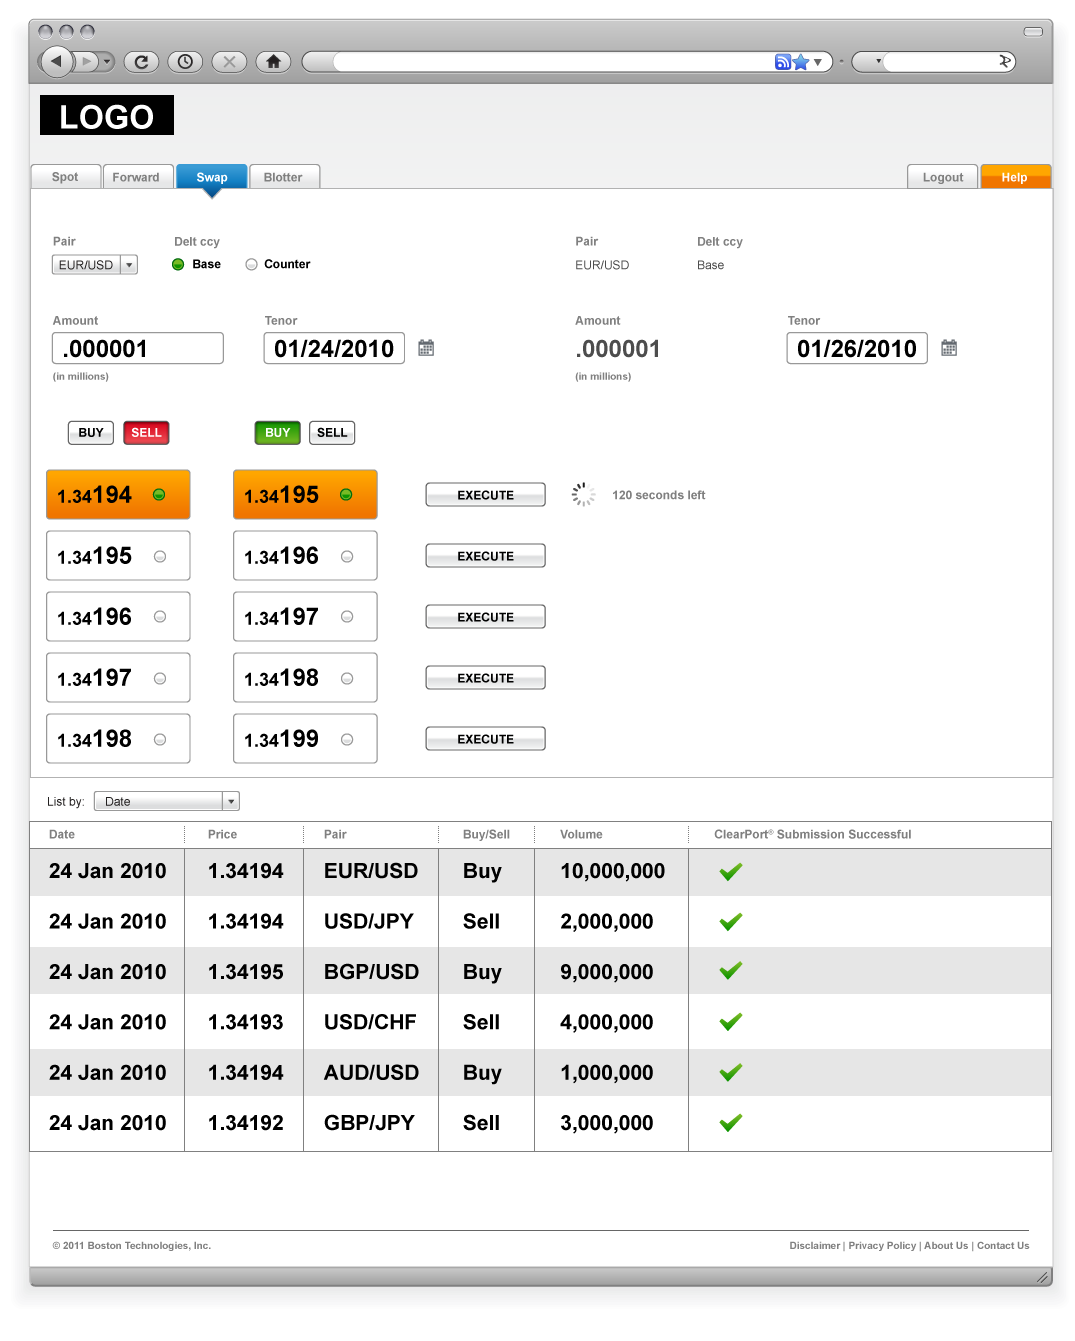 LOGO
Spot Forward Swap Blotter Logout Help
Pair Delt ccy Pair Delt ccy
EUR/USD Base Counter EUR/USD Base
Amount Tenor Amount Tenor
.000001 01/24/2010 .000001 01/26/2010
(in millions) (in millions)
BUY SELL BUY SELL
1.34194 1.34195 EXECUTE 120 seconds left
1.34195 1.34196 EXECUTE
1.34196 1.34197 EXECUTE
1.34197 1.34198 EXECUTE
1.34198 1.34199 EXECUTE
List by: Date
Date Price Pair Buy/Sell Volume ClearPort® Submission Successful
24 Jan 2010 1.34194 EUR/USD Buy 10,000,000
24 Jan 2010 1.34194 USD/JPY Sell 2,000,000
24 Jan 2010 1.34195 BGP/USD Buy 9,000,000
24 Jan 2010 1.34193 USD/CHF Sell 4,000,000
24 Jan 2010 1.34194 AUD/USD Buy 1,000,000
24 Jan 2010 1.34192 GBP/JPY Sell 3,000,000
© 2011 Boston Technologies, Inc. Disclaimer | Privacy Policy | About Us | Contact Us